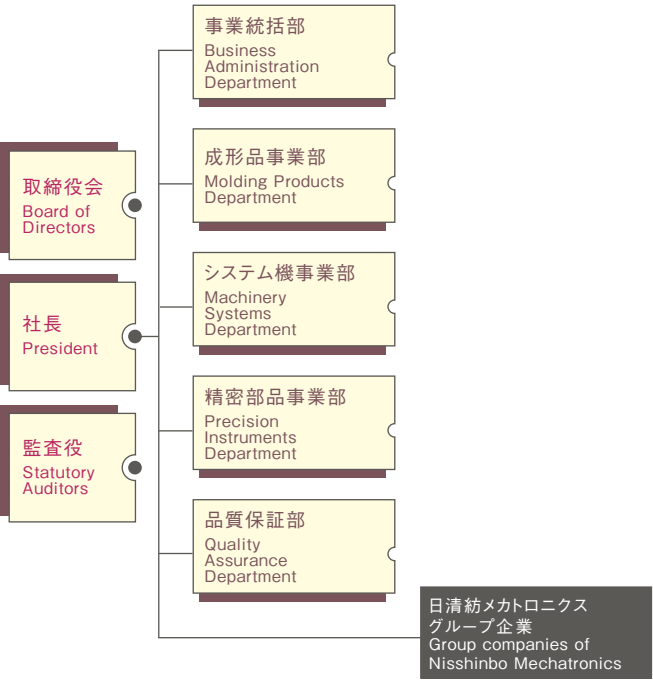 取締役会
Board of
Directors
社長
President
監査役
Statutory
Auditors
事業統括部
Business
Administration
Department
成形品事業部
Molding Products
Department
システム機事業部
Machinery
Systems
Department
精密部品事業部
Precision
Instruments
Department
品質保証部
Quality
Assurance
Department
日清紡メカトロニクス
グループ企業
Group companies of
Nisshinbo Mechatronics